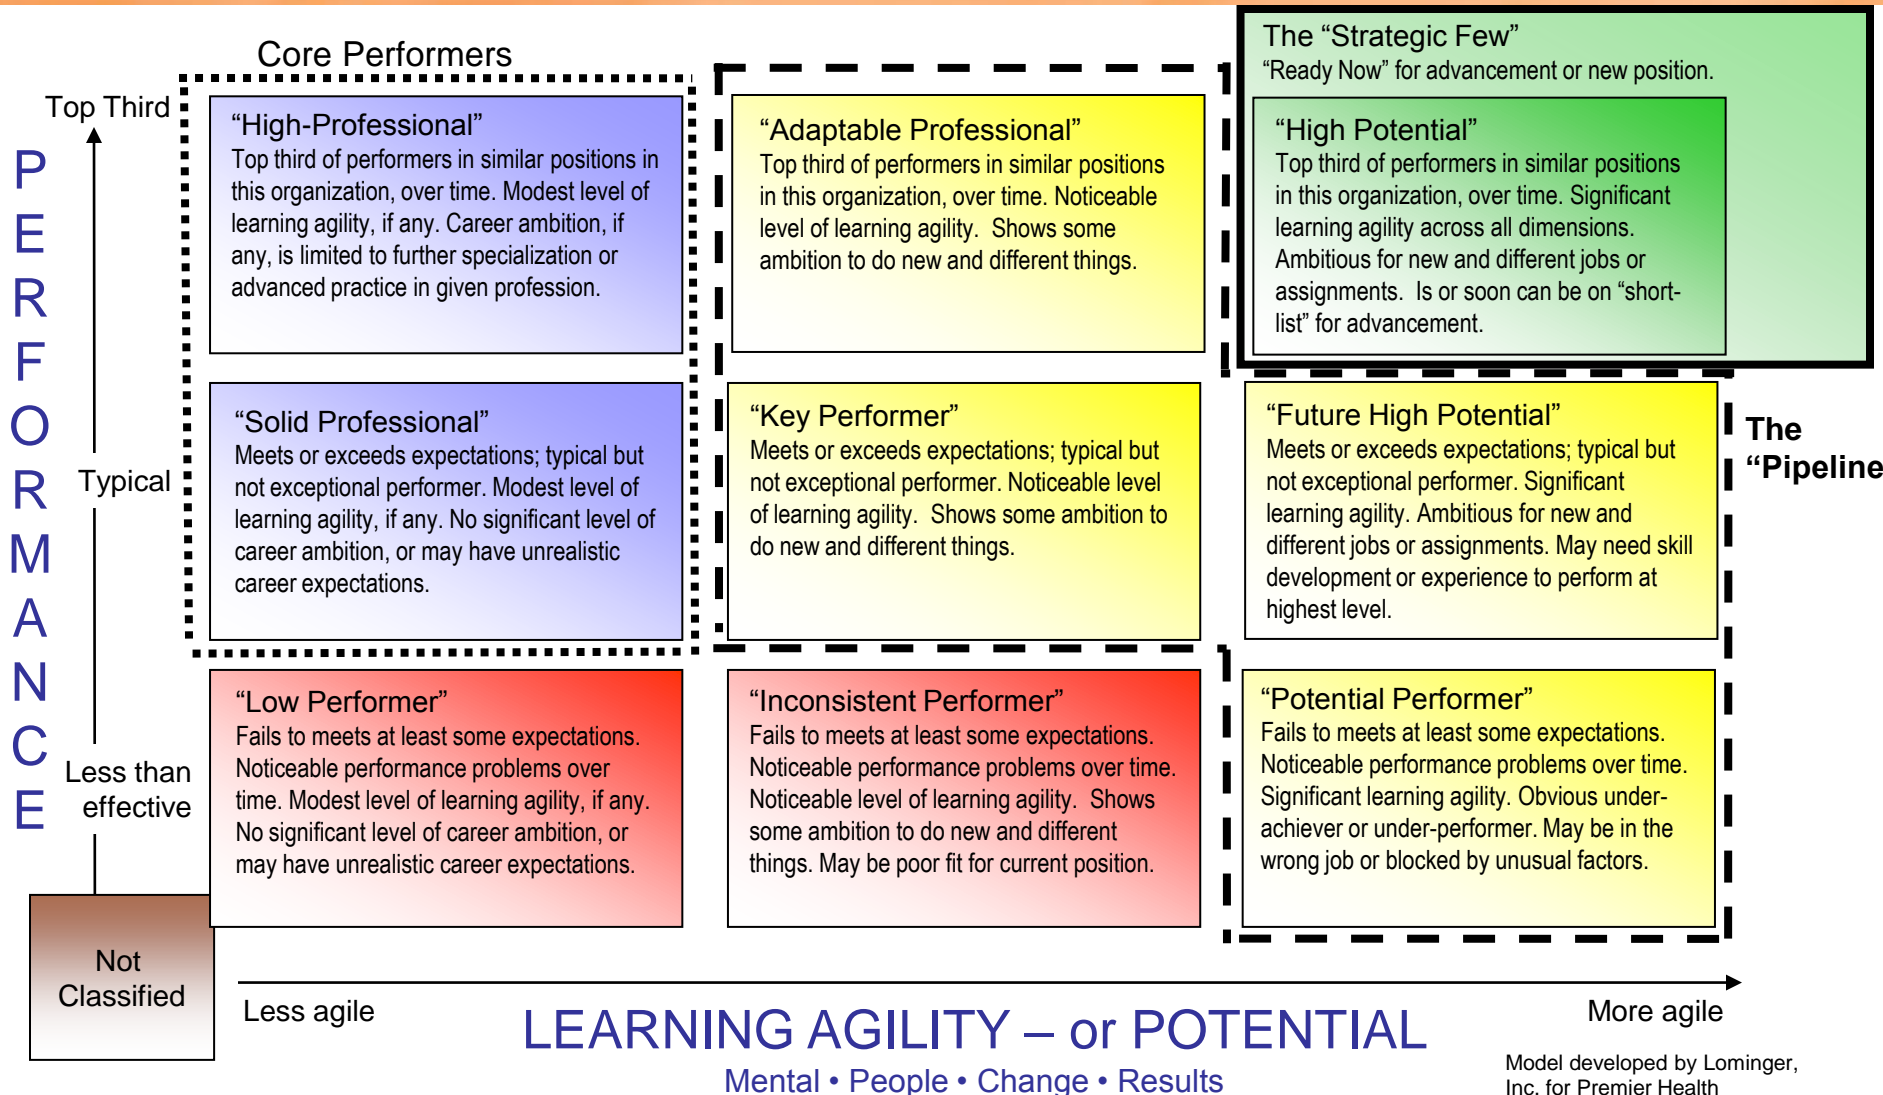 Core Performers
The “Strategic Few”
“Ready Now” for advancement or new position.
PERFORMANCE
Top Third
Typical
Less than
effective
Not
Classified
“High-Professional”
Top third of performers in similar positions in
this organization, over time. Modest level of
learning agility, if any. Career ambition, if
any, is limited to further specialization or
advanced practice in given profession.
“Adaptable Professional”
Top third of performers in similar positions
in this organization, over time. Noticeable
level of learning agility.  Shows some
ambition to do new and different things.
“High Potential”
Top third of performers in similar positions
in this organization, over time. Significant
learning agility across all dimensions.
Ambitious for new and different jobs or
assignments.  Is or soon can be on “short-
list” for advancement.
“Solid Professional”
Meets or exceeds expectations; typical but
not exceptional performer. Modest level of
learning agility, if any. No significant level of
career ambition, or may have unrealistic
career expectations.
“Key Performer”
Meets or exceeds expectations; typical but
not exceptional performer. Noticeable level
of learning agility.  Shows some ambition to
do new and different things.
“Future High Potential”
Meets or exceeds expectations; typical but
not exceptional performer. Significant
learning agility. Ambitious for new and
different jobs or assignments. May need skill
development or experience to perform at
highest level.
The
“Pipeline
“Low Performer”
Fails to meets at least some expectations.
Noticeable performance problems over
time. Modest level of learning agility, if any.
No significant level of career ambition, or
may have unrealistic career expectations.
“Inconsistent Performer”
Fails to meets at least some expectations.
Noticeable performance problems over time.
Noticeable level of learning agility.  Shows
some ambition to do new and different
things. May be poor fit for current position.
“Potential Performer”
Fails to meets at least some expectations.
Noticeable performance problems over time.
Significant learning agility. Obvious under-
achiever or under-performer. May be in the
wrong job or blocked by unusual factors.
Less agile
More agile
LEARNING AGILITY – or POTENTIAL
Mental • People • Change • Results
Model developed by Lominger,
Inc. for Premier Health